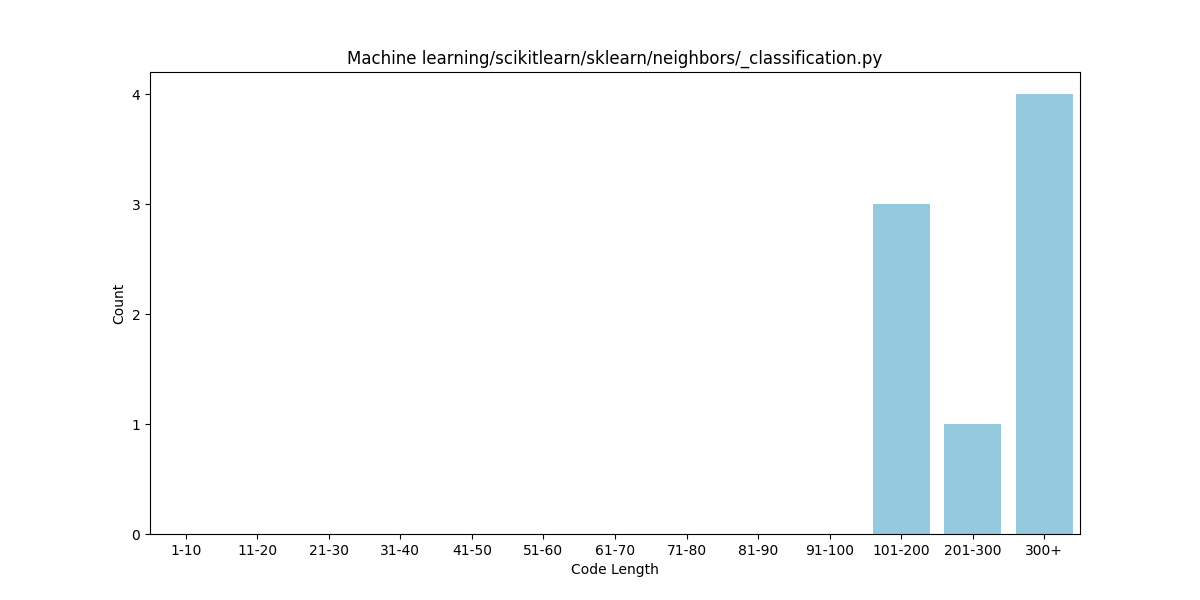 Machine learning/scikitlearn/sklearn/neighbors/_classification.py
4
3
2
1
0
Count
1-10 11-20 21-30 31-40 41-50 51-60 61-70 71-80 81-90 91-100 101-200 201-300 300+
Code Length